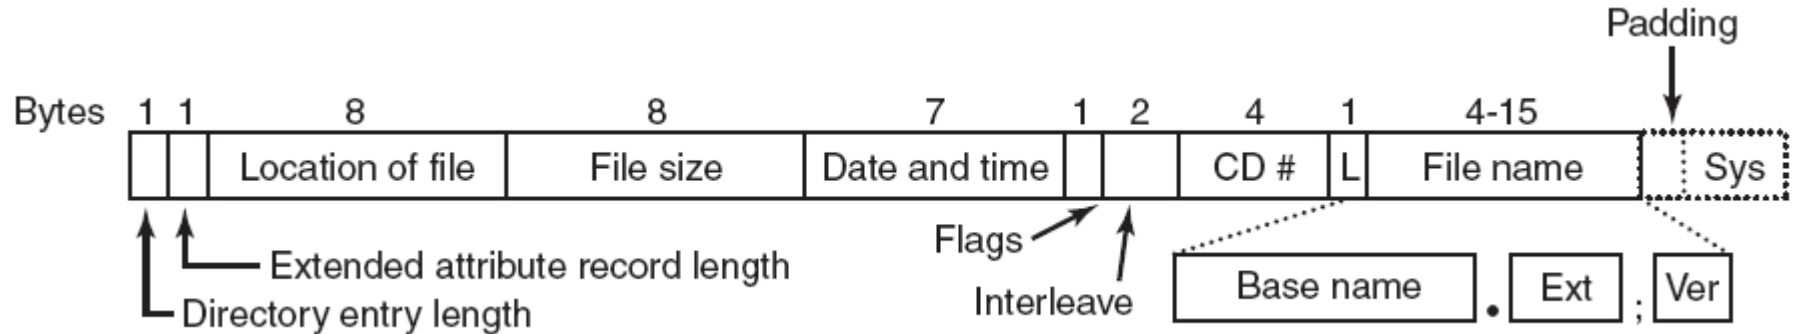 Padding
Bytes 1 1 8 8 7 1 2 4 1 4-15
Location of file File size Date and time CD # L File name Sys
Flags
Extended attribute record length
Interleave
Base name . Ext ; Ver
Directory entry length